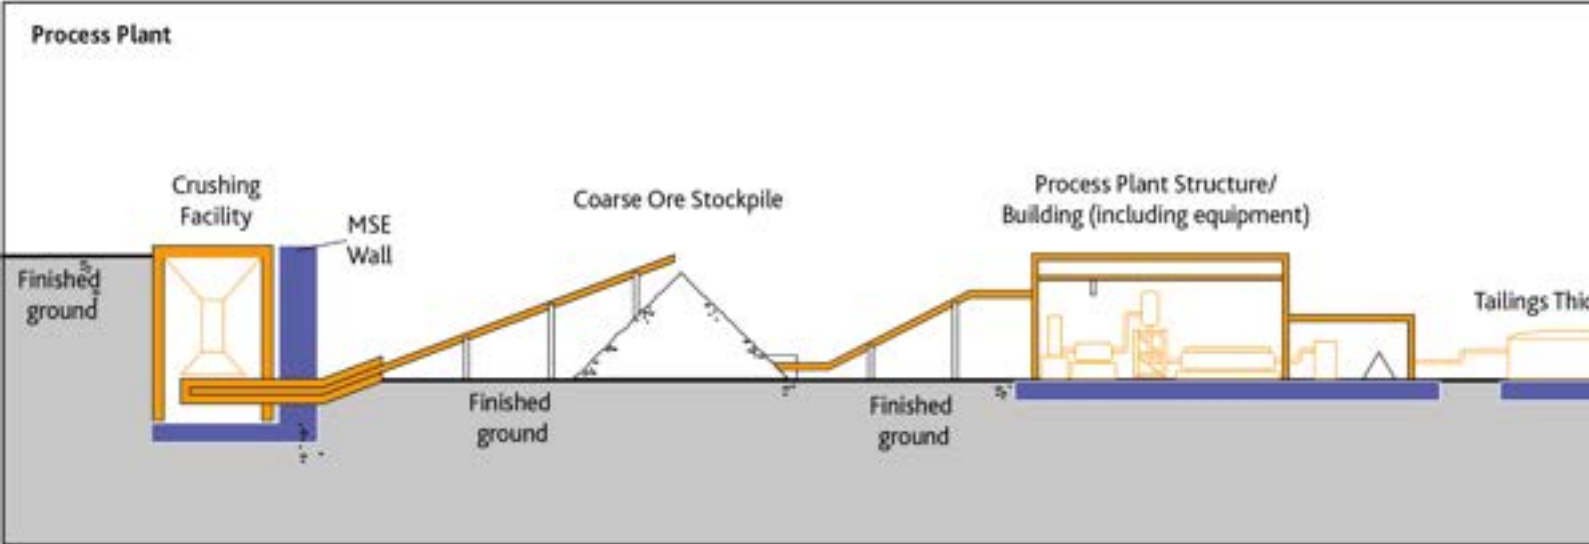 Process Plant
Crushing
Facility
MSE
Wall
Coarse Ore Stockpile
Process Plant Structure/
Building (including equipment)
Finished
ground
Tailings
Finished
ground
Finished
ground